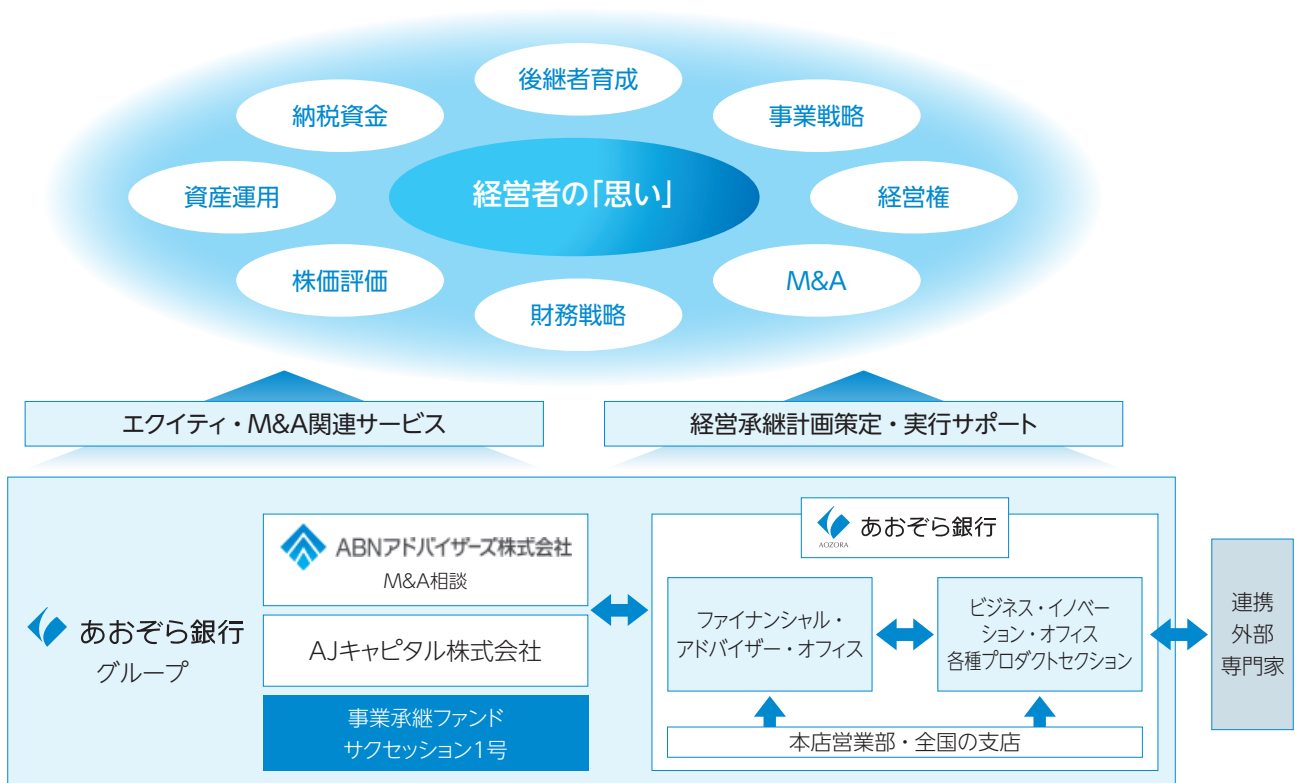 後継者育成
納税資金
事業戦略
経営者の「思い」
資産運用
経営権
株価評価
M&A
財務戦略
エクイティ・M&A関連サービス
経営承継計画策定・実行サポート
あおぞら銀行
グループ
ABNアドバイザーズ株式会社
M&A相談
AJキャピタル株式会社
事業承継ファンド
サクセッション1号
AOZORA
あおぞら銀行
ファイナンシャル・
アドバイザー・オフィス
ビジネス・イノベー
ション・オフィス
各種プロダクトセクション
本店営業部・全国の支店
連携
外部
専門家